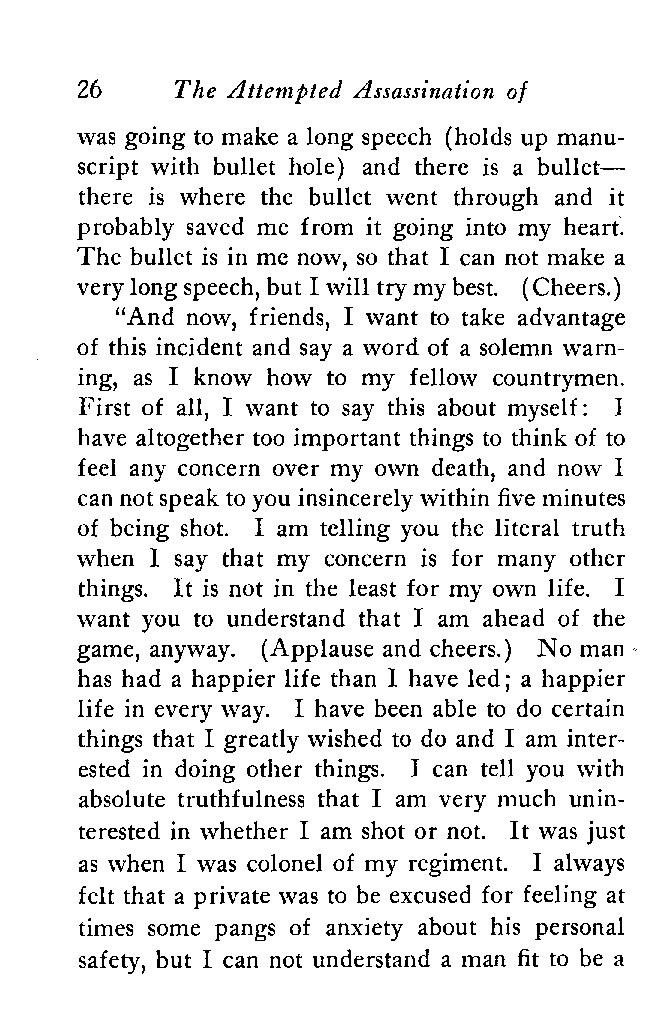 26 The Attempted Assassination of
was going to make a long speech (holds up manu-
script with bullet hole) and there is a bullet—
there is where the bullet went through and it
probably saved me from it going into my heart.
The bullet is in me now, so that I can not make a
very long speech, but I will try my best. (Cheers.)
“And now, friends, I want to take advantage
of this incident and say a word of a solemn warn-
ing, as I know how to my fellow countrymen.
First of all, I want to say this about myself: I
have altogether too important things to think of to
feel any concern over my own death, and now I
can not speak to you insincerely within five minutes
of being shot. I am telling you the literal truth
when I say that my concern is for many other
things. It is not in the least for my own life. I
want you to understand that I am ahead of the
game, anyway. (Applause and cheers.) No man
has had a happier life than I have led; a happier
life in every way. I have been able to do certain
things that I greatly wished to do and I am inter-
ested in doing other things. I can tell you with
absolute truthfulness that I am very much unin-
terested in whether I am shot or not. It was just
as when I was colonel of my regiment. I always
felt that a private was to be excused for feeling at
times some pangs of anxiety about his personal
safety, but I can not understand a man fit to be a